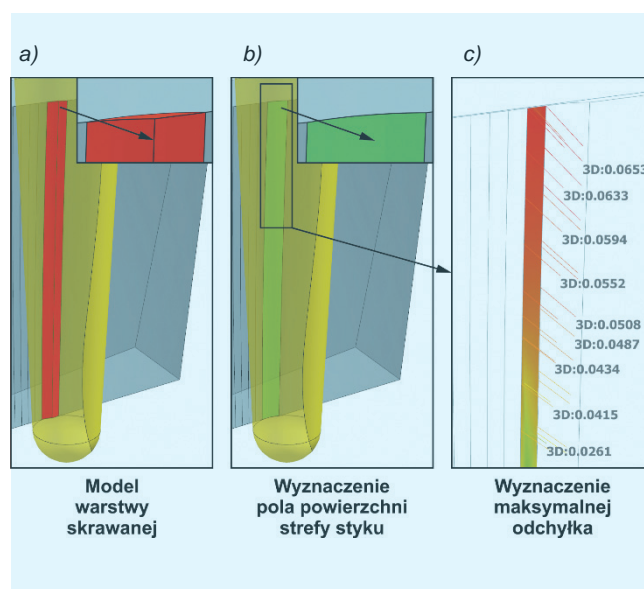 a)
b)
c)
3D:0.0653
3D:0.0633
3D:0.0594
3D:0.0552
3D:0.0508
3D:0.0487
3D:0.0434
3D:0.0415
3D:0.0261
Model
warstwy
skrawanej
Wyznaczenie
pola powierzchni
strefy styku
Wyznaczenie
maksymalnej
odchyłka